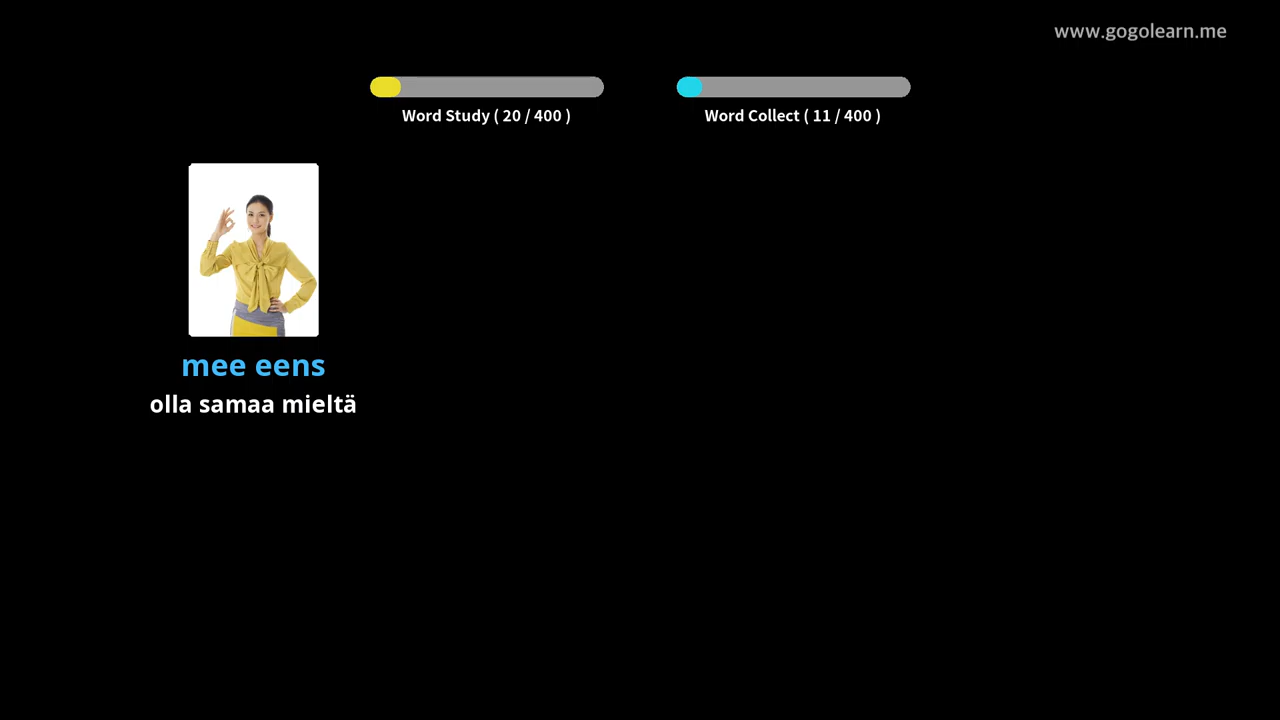 www.gogolearn.me
Word Study ( 20 / 400 )
Word Collect ( 11 / 400 )
mee eens
olla samaa mieltä